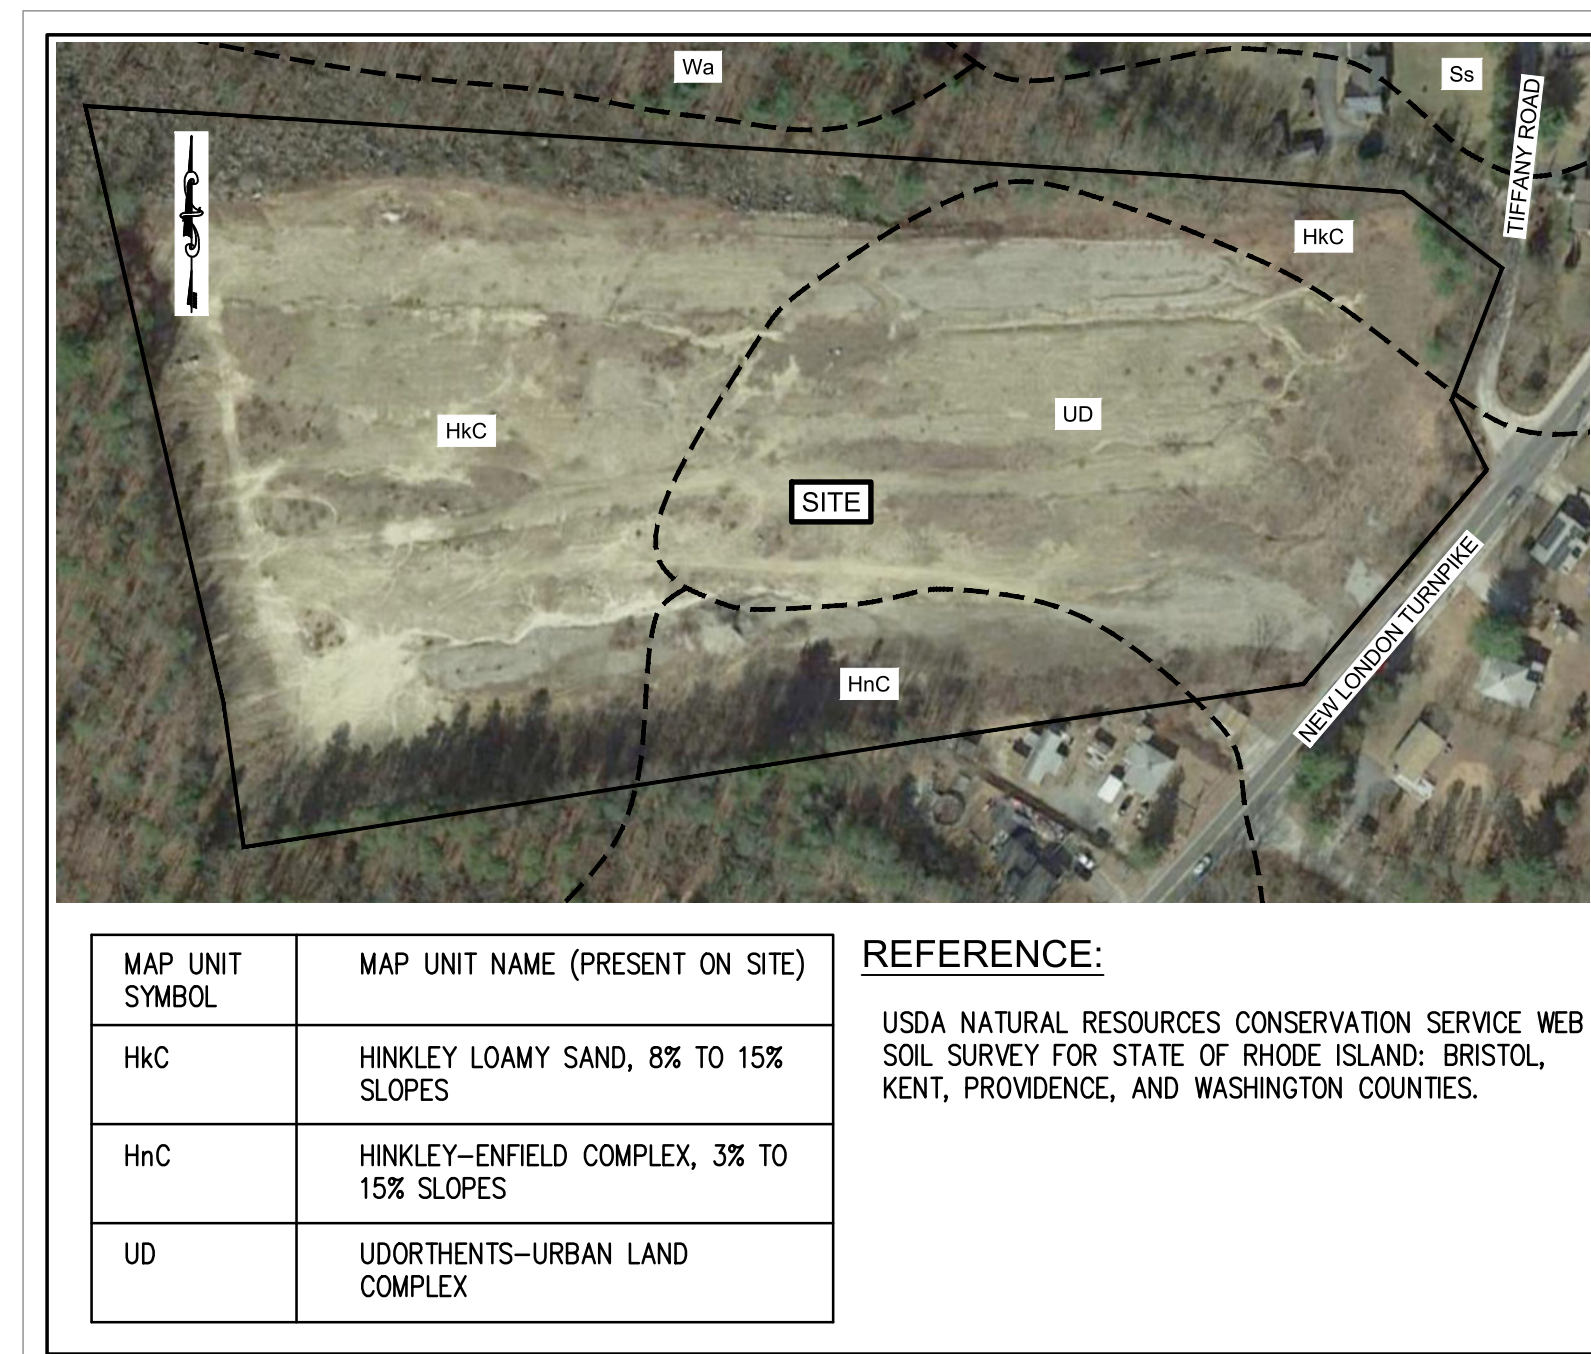 Wa
Ss
TIFFANY ROAD
HkC
HkC
UD
SITE
NEW LONDON TURNPIKE
HnC
MAP UNIT
SYMBOL
MAP UNIT NAME (PRESENT ON SITE)
HkC
HINKLEY LOAMY SAND, 8% TO 15%
SLOPES
HnC
HINKLEY–ENFIELD COMPLEX, 3% TO
15% SLOPES
UD
UDORTHENTS–URBAN LAND
COMPLEX
REFERENCE:
USDA NATURAL RESOURCES CONSERVATION SERVICE WEB
SOIL SURVEY FOR STATE OF RHODE ISLAND: BRISTOL,
KENT, PROVIDENCE, AND WASHINGTON COUNTIES.